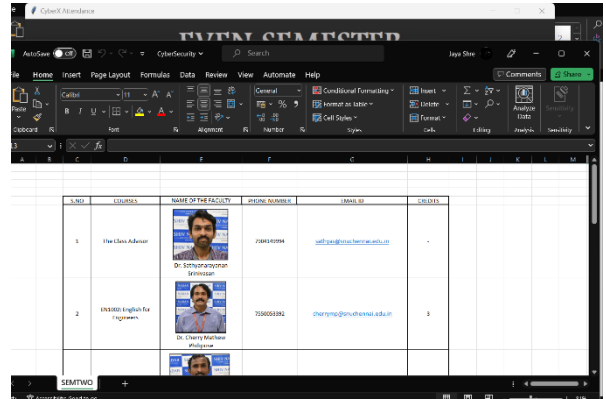 CyberX Attendance
EVEN SEMESTER
AutoSave Off CyberSecurity Search Jaya Shre
File Home Insert Page Layout Formulas Data Review View Automate Help Comments Share
Paste Calibri 11 General Conditional Formatting Insert Analyze Data Sensitivity
B I U Format as Table Delete
Cell Styles Format
Clipboard Font Alignment Number Styles Cells Editing Analysis Sensitivity
A B C D E F G H I J K L M
S.NO COURSES NAME OF THE FACULTY PHONE NUMBER EMAIL ID CREDITS
1 The Class Advisor Dr. Sathyanarayanan Srinivasan -
2 English for Engineers Dr. Cherry Mathew Philipose 7550053392 cherrymp@snuchennai.edu.in 3
SEMTWO